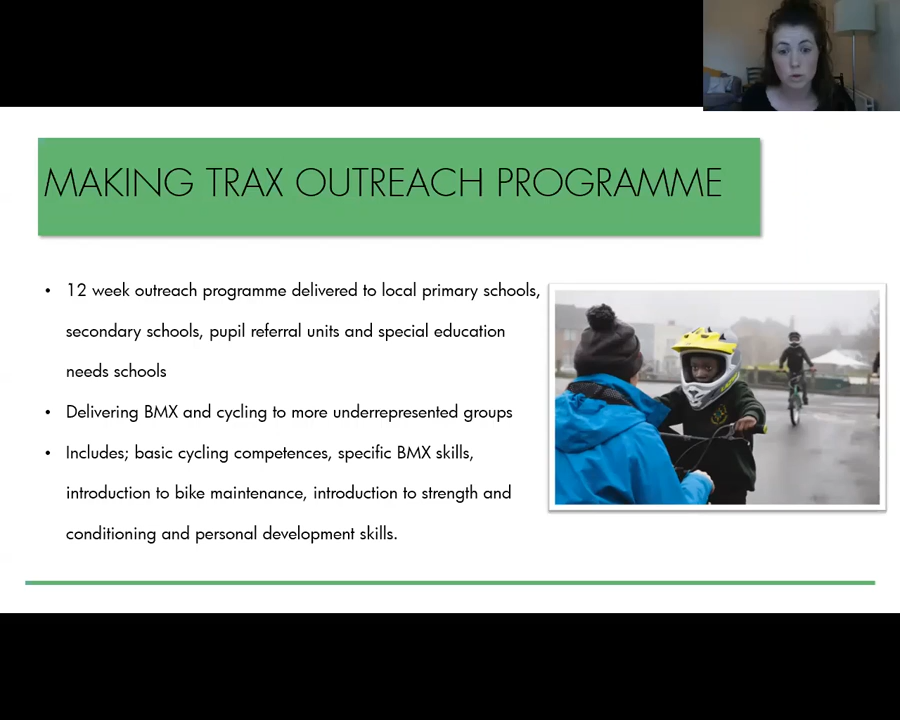 MAKING TRAX OUTREACH PROGRAMME
• 12 week outreach programme delivered to local primary schools,
secondary schools, pupil referral units and special education
needs schools
• Delivering BMX and cycling to more underrepresented groups
• Includes; basic cycling competences, specific BMX skills,
introduction to bike maintenance, introduction to strength and
conditioning and personal development skills.